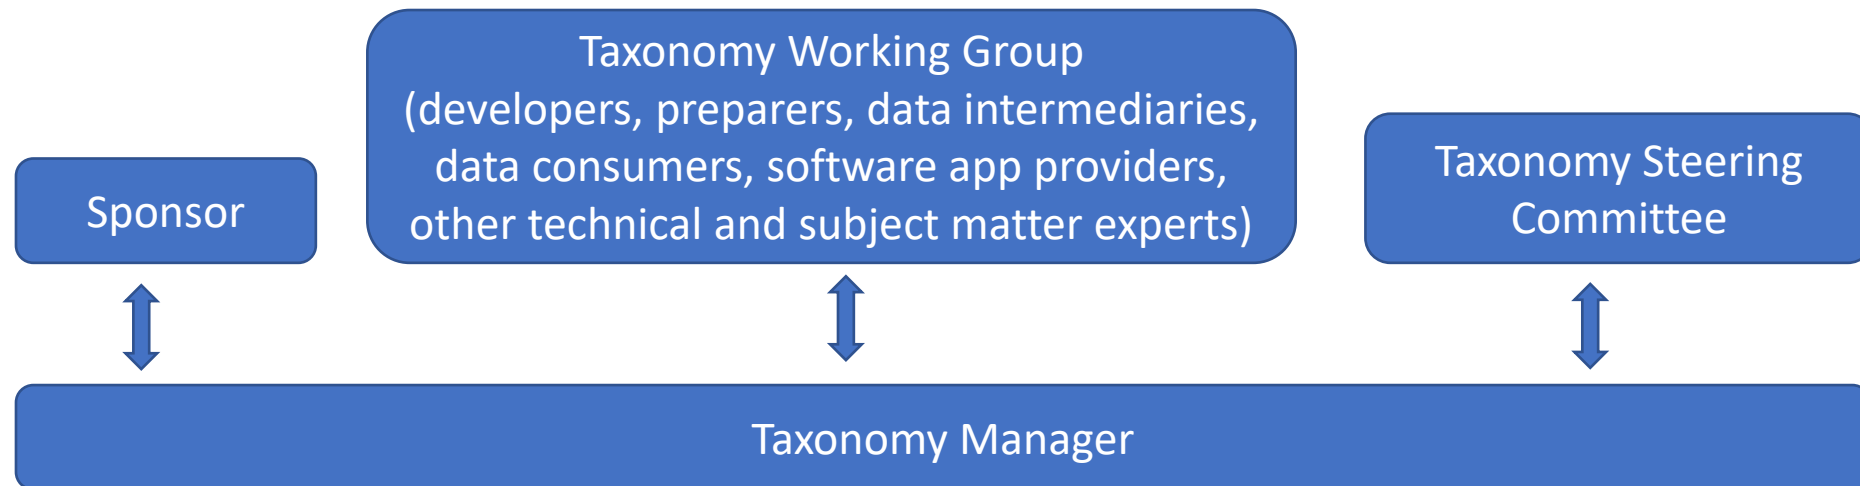 Sponsor
Taxonomy Working Group
(developers, preparers, data intermediaries,
data consumers, software app providers,
other technical and subject matter experts)
Taxonomy Steering
Committee
Taxonomy Manager